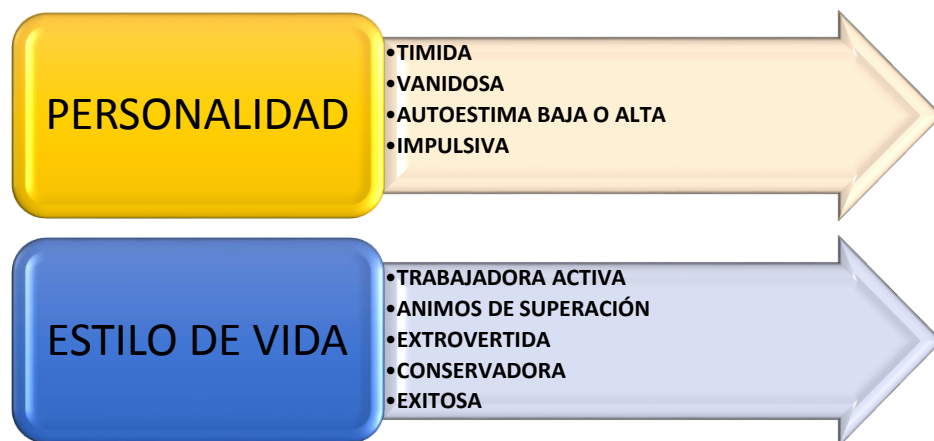 PERSONALIDAD
•TIMIDA
•VANIDOSA
•AUTOESTIMA BAJA O ALTA
•IMPULSIVA
ESTILO DE VIDA
•TRABAJADORA ACTIVA
•ANIMOS DE SUPERACIÓN
•EXTROVERTIDA
•CONSERVADORA
•EXITOSA